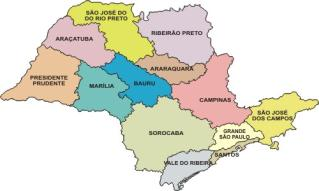 SÃO JOSÉ DO
DO RIO PRETO
RIBEIRÃO PRETO
ARAÇATUBA
ARARAQUARA
PRESIDENTE
PRUDENTE
MARÍLIA
BAURU
CAMPINAS
SÃO JOSÉ
DOS CAMPOS
SOROCABA
GRANDE
SÃO PAULO
SANTOS
VALE DO RIBEIRA